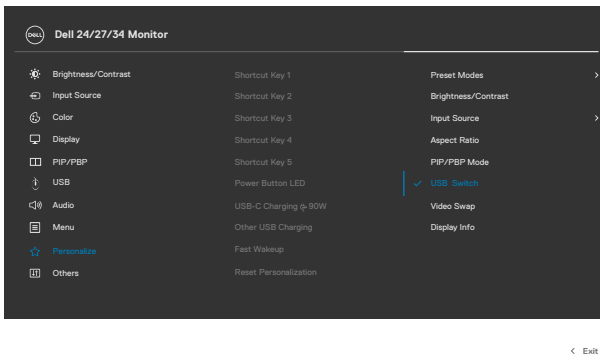 DELL Dell 24/27/34 Monitor
Brightness/Contrast Shortcut Key 1 Preset Modes >
Input Source Shortcut Key 2 Brightness/Contrast
Color Shortcut Key 3 Input Source >
Display Shortcut Key 4 Aspect Ratio
PIP/PBP Shortcut Key 5 PIP/PBP Mode
USB Power Button LED ✓ USB Switch
Audio USB-C Charging 90W Video Swap
Menu Other USB Charging Display Info
Personalize Fast Wakeup
Others Reset Personalization
< Exit